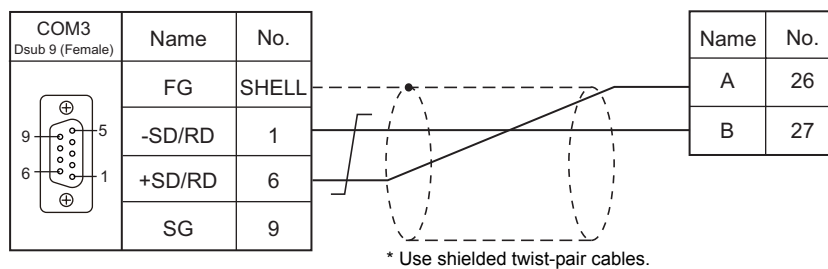 COM3
Dsub 9 (Female)
Name No.
FG SHELL
-SD/RD 1
+SD/RD 6
SG 9
9 5
6 1
Name No.
A 26
B 27
* Use shielded twist-pair cables.